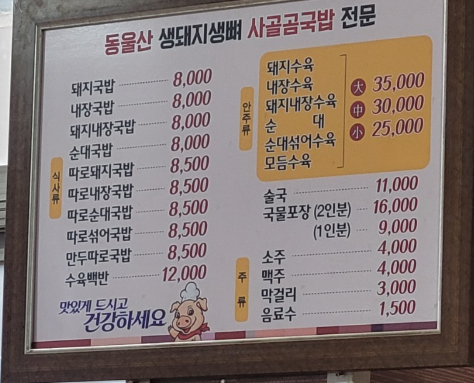 동울산 생돼지생뼈 사골곰국밥 전문
식사류
돼지국밥 8,000
내장국밥 8,000
돼지내장국밥 8,000
순대국밥 8,000
따로돼지국밥 8,500
따로내장국밥 8,500
따로순대국밥 8,500
따로섞어국밥 8,500
만두따로국밥 8,500
수육백반 12,000
맛있게 드시고
건강하세요
안주류
돼지수육
내장수육
돼지내장수육
순 대
순대섞어수육
모듬수육
大 35,000
中 30,000
小 25,000
술국 11,000
국물포장 (2인분) 16,000
(1인분) 9,000
주류
소주 4,000
맥주 4,000
막걸리 3,000
음료수 1,500